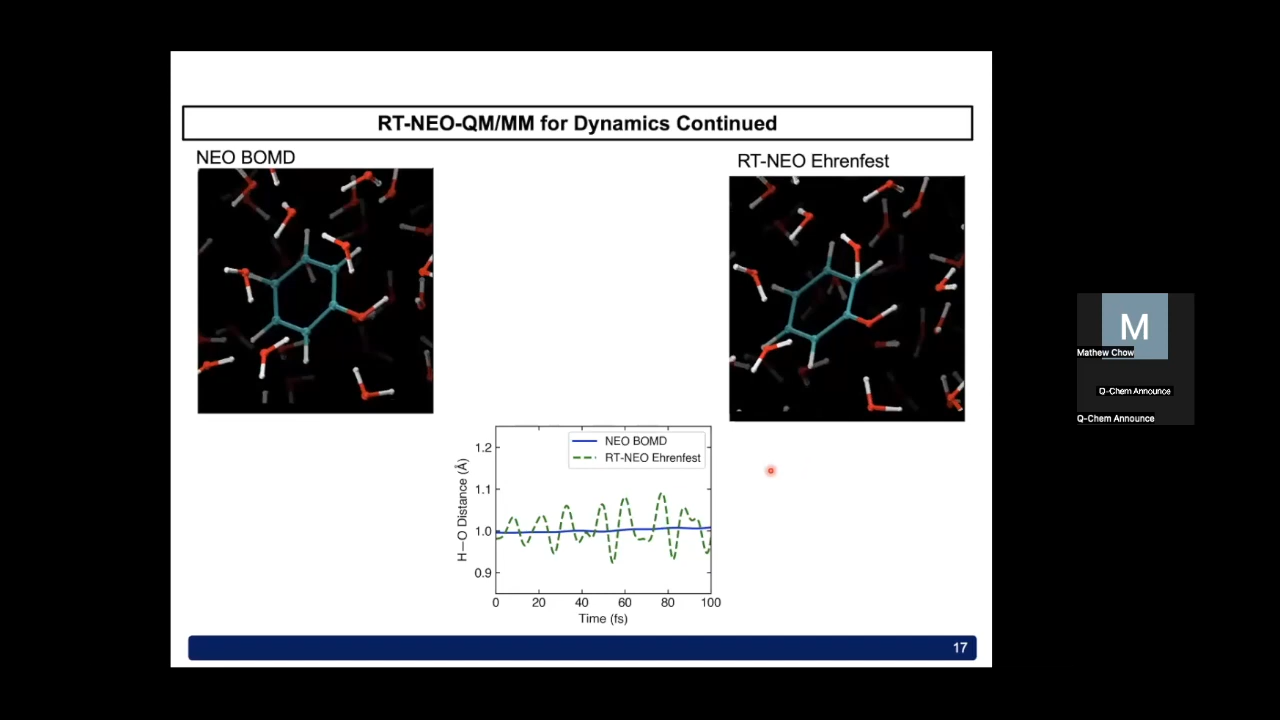 RT-NEO-QM/MM for Dynamics Continued
NEO BOMD
RT-NEO Ehrenfest
NEO BOMD
RT-NEO Ehrenfest
H—O Distance (Å)
1.2
1.1
1.0
0.9
0 20 40 60 80 100
Time (fs)
17
M
Mathew Chow
Q-Chem Announce
Q-Chem Announce